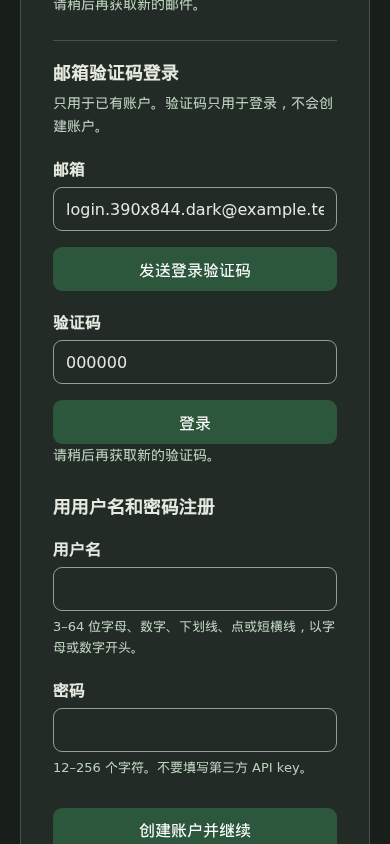 请稍后再获取新的邮件。
邮箱验证码登录
只用于已有账户。验证码只用于登录，不会创
建账户。
邮箱
login.390x844.dark@example.te
发送登录验证码
验证码
000000
登录
请稍后再获取新的验证码。
用用户名和密码注册
用户名
3–64 位字母、数字、下划线、点或短横线，以字
母或数字开头。
密码
12–256 个字符。不要填写第三方 API key。
创建账户并继续